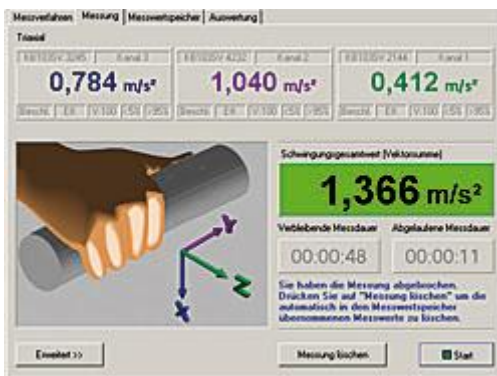 Messverfahren Messung Messwertspeicher Auswertung
Triaxial
Kanal 3 Kanal 2 Kanal 1
0,784 m/s² 1,040 m/s² 0,412 m/s²
Schwingungsgesamtwert (Vektorsumme)
1,366 m/s²
Verbleibende Messdauer Abgelaufene Messdauer
00:00:48 00:00:11
Y
Z
X
Sie haben die Messung abgebrochen.
Drücken Sie auf "Messung löschen" um die
automatisch in den Messwertspeicher
übernommenen Messwerte zu löschen.
Erweitert >> Messung löschen Start